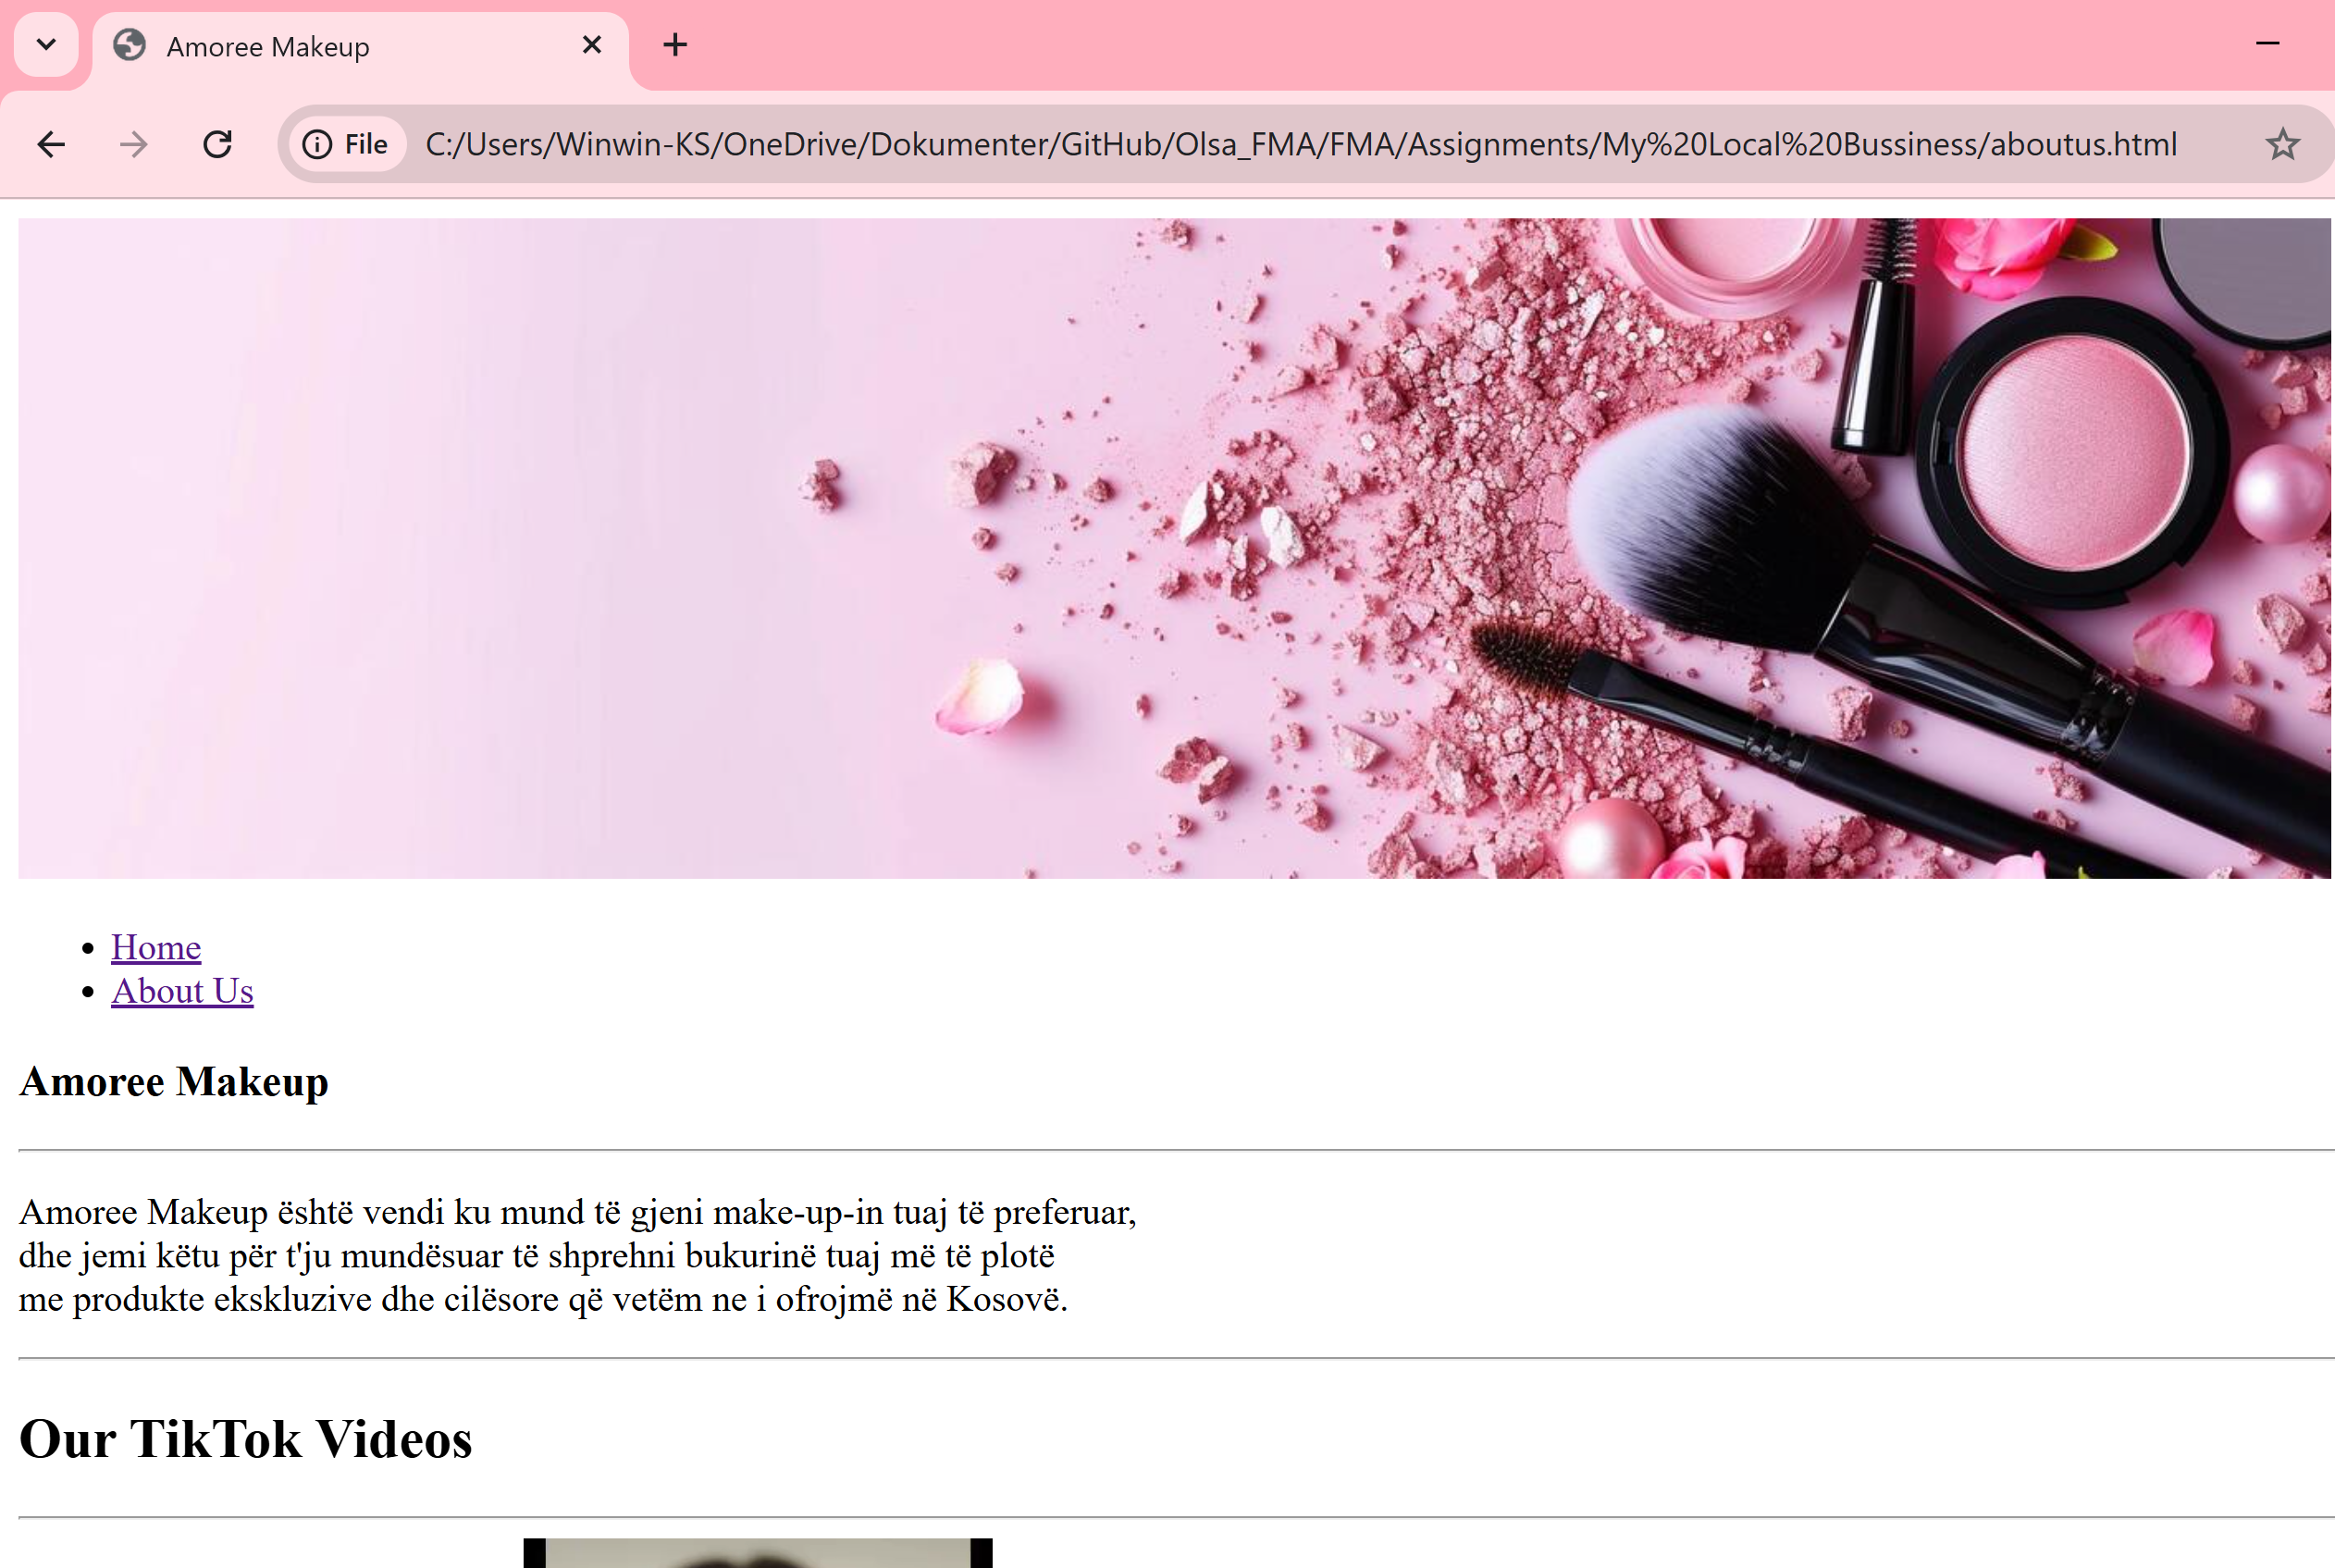 Amoree Makeup
File
C:/Users/Winwin-KS/OneDrive/Dokumenter/GitHub/Olsa_FMA/FMA/Assignments/My%20Local%20Bussiness/aboutus.html
Home
About Us
Amoree Makeup
Amoree Makeup është vendi ku mund të gjeni make-up-in tuaj të preferuar,
dhe jemi këtu për t'ju mundësuar të shprehni bukurinë tuaj më të plotë
me produkte ekskluzive dhe cilësore që vetëm ne i ofrojmë në Kosovë.
Our TikTok Videos